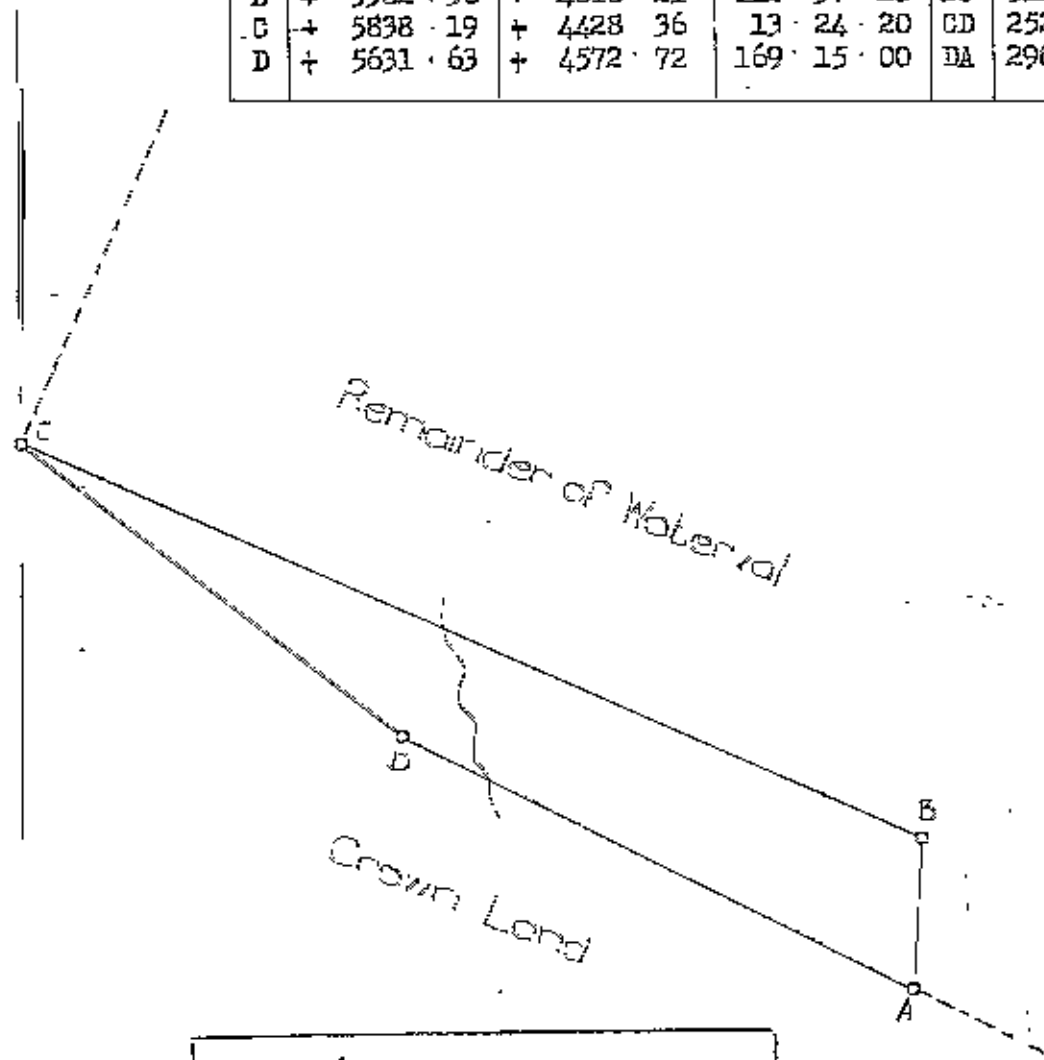 C + 5838 · 19 + 4428 36 13 · 24 · 20 CD 252
D + 5631 · 63 + 4572 · 72 169 · 15 · 00 DA
C
Remainder of Waterval
D
B
Crown Land
A